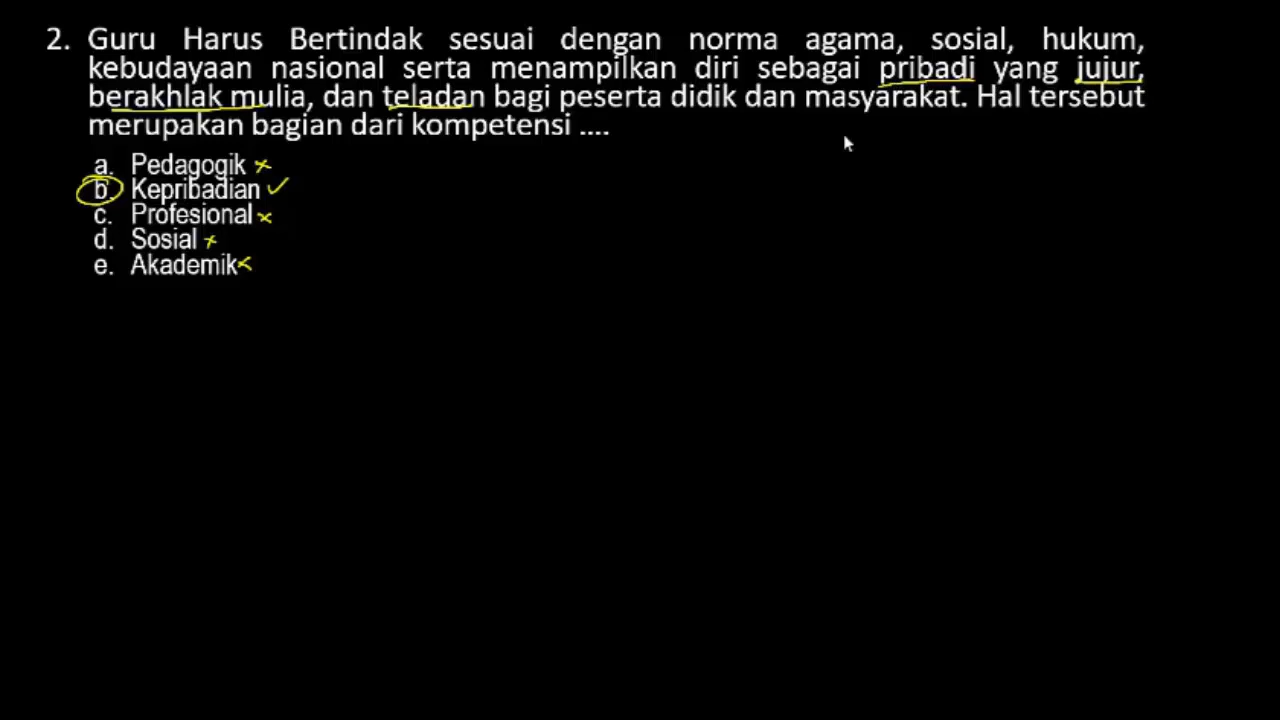 2. Guru Harus Bertindak sesuai dengan norma agama, sosial, hukum,
kebudayaan nasional serta menampilkan diri sebagai pribadi yang jujur,
berakhlak mulia, dan teladan bagi peserta didik dan masyarakat. Hal tersebut
merupakan bagian dari kompetensi ....
a. Pedagogik
b. Kepribadian
c. Profesional
d. Sosial
e. Akademik